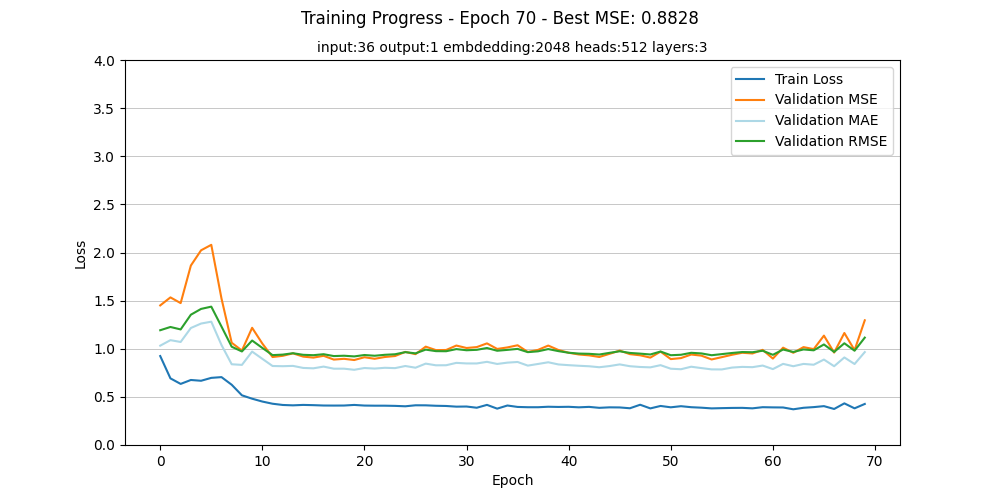 Training Progress - Epoch 70 - Best MSE: 0.8828
input:36 output:1 embdedding:2048 heads:512 layers:3
Train Loss
Validation MSE
Validation MAE
Validation RMSE
Loss
4.0
3.5
3.0
2.5
2.0
1.5
1.0
0.5
0.0
0 10 20 30 40 50 60 70
Epoch